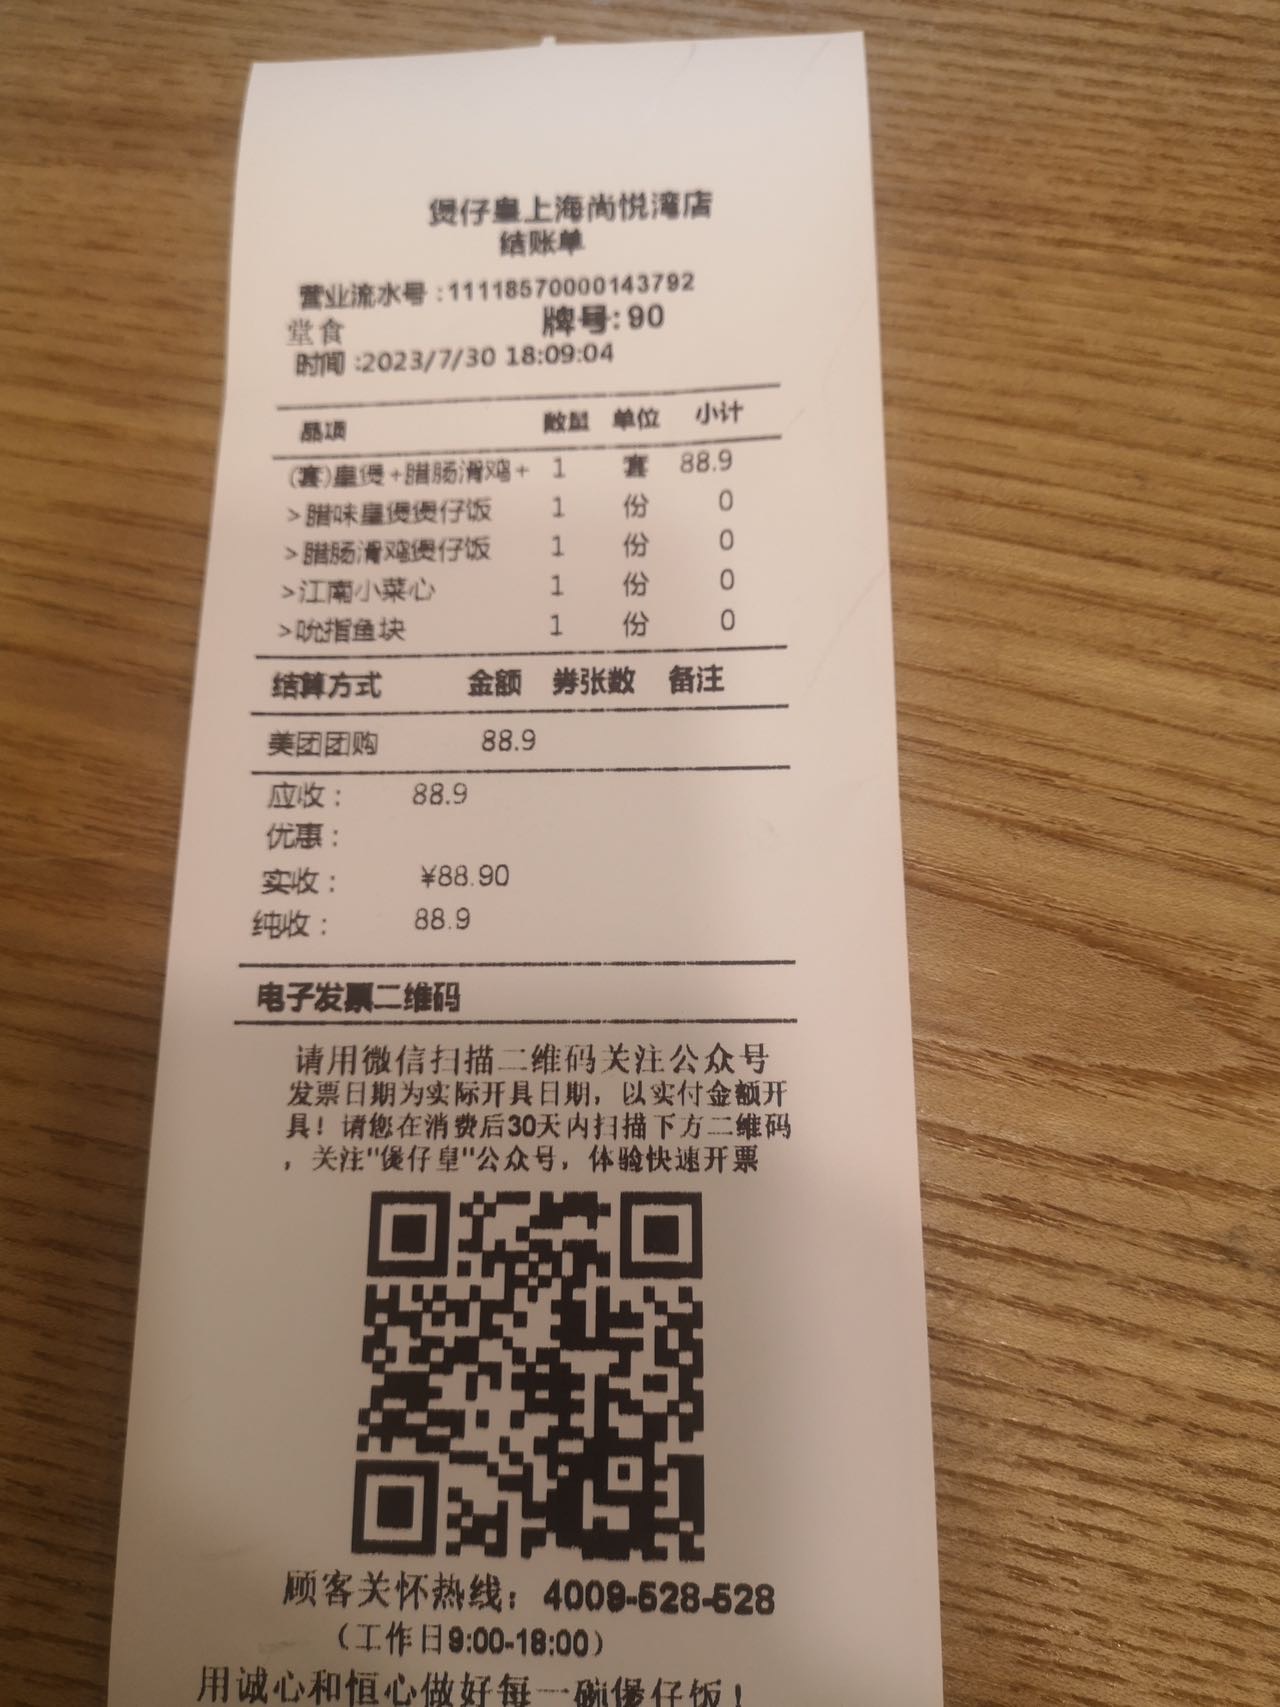 煲仔皇上海尚悦湾店
结账单
营业流水号:11118570000143792
堂食 牌号:90
时间:2023/7/30 18:09:04
品项 数量 单位 小计
(套)皇煲+腊肠滑鸡+ 1 套 88.9
>腊味皇煲煲仔饭 1 份 0
>腊肠滑鸡煲仔饭 1 份 0
>江南小菜心 1 份 0
>吮指鱼块 1 份 0
结算方式 金额 券张数 备注
美团团购 88.9
应收: 88.9
优惠:
实收: ¥88.90
纯收: 88.9
电子发票二维码
请用微信扫描二维码关注公众号
发票日期为实际开具日期，以实付金额开
具！请您在消费后30天内扫描下方二维码
，关注"煲仔皇"公众号，体验快速开票
顾客关怀热线：4009-528-528
（工作日9:00-18:00）
用诚心和恒心做好每一碗煲仔饭！